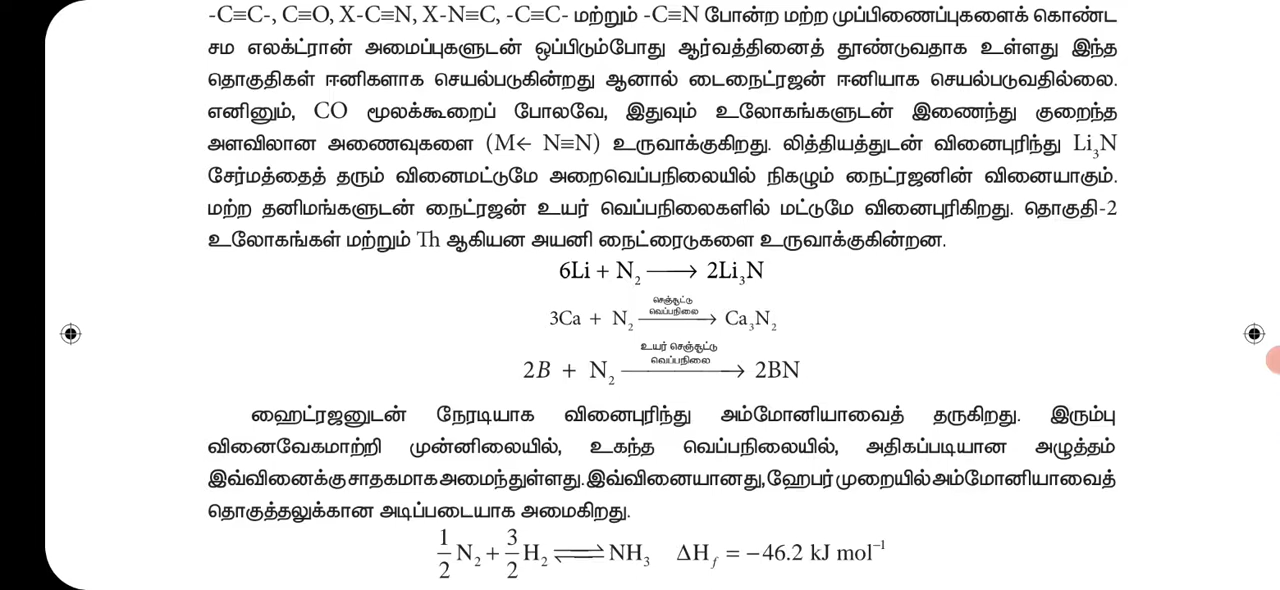 -C≡C-, C≡O, X-C≡N, X-N≡C, -C≡C- மற்றும் -C≡N போன்ற மற்ற முப்பிணைப்புகளைக் கொண்ட
சம எலக்ட்ரான் அமைப்புகளுடன் ஒப்பிடும்போது ஆர்வத்தினைத் தூண்டுவதாக உள்ளது இந்த
தொகுதிகள் ஈனிகளாக செயல்படுகின்றது ஆனால் டைநைட்ரஜன் ஈனியாக செயல்படுவதில்லை.
எனினும், CO மூலக்கூறைப் போலவே, இதுவும் உலோகங்களுடன் இணைந்து குறைந்த
அளவிலான அணைவுகளை (M← N≡N) உருவாக்குகிறது. லித்தியத்துடன் வினைபுரிந்து Li₃N
சேர்மத்தைத் தரும் வினைமட்டுமே அறைவெப்பநிலையில் நிகழும் நைட்ரஜனின் வினையாகும்.
மற்ற தனிமங்களுடன் நைட்ரஜன் உயர் வெப்பநிலைகளில் மட்டுமே வினைபுரிகிறது. தொகுதி-2
உலோகங்கள் மற்றும் Th ஆகியன அயனி நைட்ரைடுகளை உருவாக்குகின்றன.
6Li + N₂ ⟶ 2Li₃N
செஞ்சூட்டு
வெப்பநிலை
3Ca + N₂ ⟶ Ca₃N₂
உயர் செஞ்சூட்டு
வெப்பநிலை
2B + N₂ ⟶ 2BN
ஹைட்ரஜனுடன் நேரடியாக வினைபுரிந்து அம்மோனியாவைத் தருகிறது. இரும்பு
வினைவேகமாற்றி முன்னிலையில், உகந்த வெப்பநிலையில், அதிகப்படியான அழுத்தம்
இவ்வினைக்கு சாதகமாக அமைந்துள்ளது. இவ்வினையானது, ஹேபர் முறையில் அம்மோனியாவைத்
தொகுத்தலுக்கான அடிப்படையாக அமைகிறது.
1/2 N₂ + 3/2 H₂ ⇌ NH₃ ΔH_f = −46.2 kJ mol⁻¹